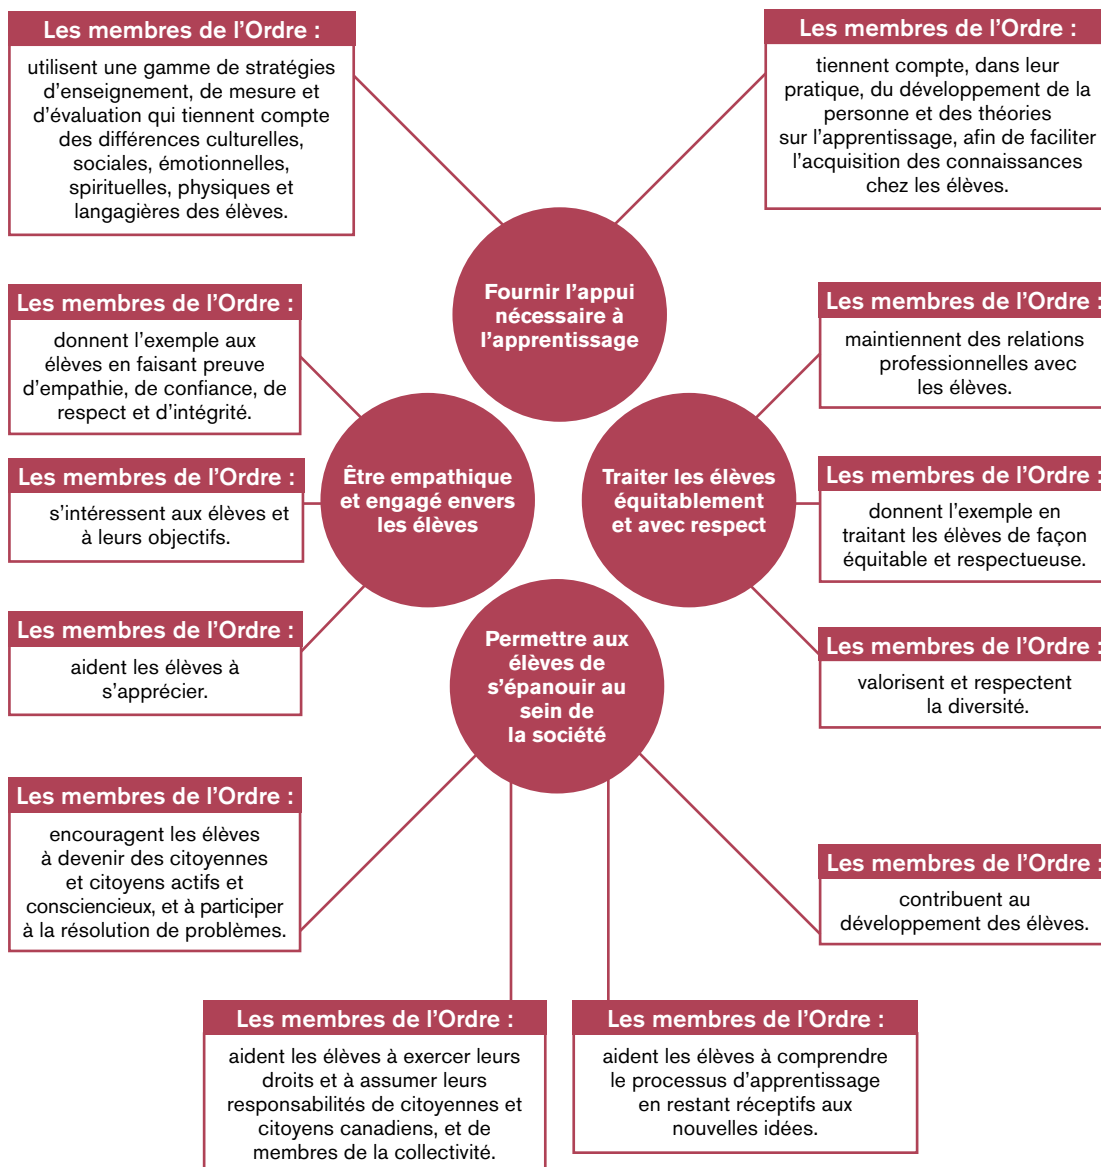 Les membres de l’Ordre :
utilisent une gamme de stratégies
d’enseignement, de mesure et
d’évaluation qui tiennent compte
des différences culturelles,
sociales, émotionnelles,
spirituelles, physiques et
langagières des élèves.
Les membres de l’Ordre :
tiennent compte, dans leur
pratique, du développement de la
personne et des théories
sur l’apprentissage, afin de faciliter
l’acquisition des connaissances
chez les élèves.
Fournir l’appui
nécessaire à
l’apprentissage
Les membres de l’Ordre :
donnent l’exemple aux
élèves en faisant preuve
d’empathie, de confiance, de
respect et d’intégrité.
Les membres de l’Ordre :
s’intéressent aux élèves et
à leurs objectifs.
Les membres de l’Ordre :
aident les élèves à
s’apprécier.
Être empathique
et engagé envers
les élèves
Traiter les élèves
équitablement
et avec respect
Les membres de l’Ordre :
maintiennent des relations
professionnelles avec
les élèves.
Les membres de l’Ordre :
donnent l’exemple en
traitant les élèves de façon
équitable et respectueuse.
Les membres de l’Ordre :
valorisent et respectent
la diversité.
Permettre aux
élèves de
s’épanouir au
sein de
la société
Les membres de l’Ordre :
encouragent les élèves
à devenir des citoyennes
et citoyens actifs et
consciencieux, et à participer
à la résolution de problèmes.
Les membres de l’Ordre :
contribuent au
développement des élèves.
Les membres de l’Ordre :
aident les élèves à exercer leurs
droits et à assumer leurs
responsabilités de citoyennes et
citoyens canadiens, et de
membres de la collectivité.
Les membres de l’Ordre :
aident les élèves à comprendre
le processus d’apprentissage
en restant réceptifs aux
nouvelles idées.